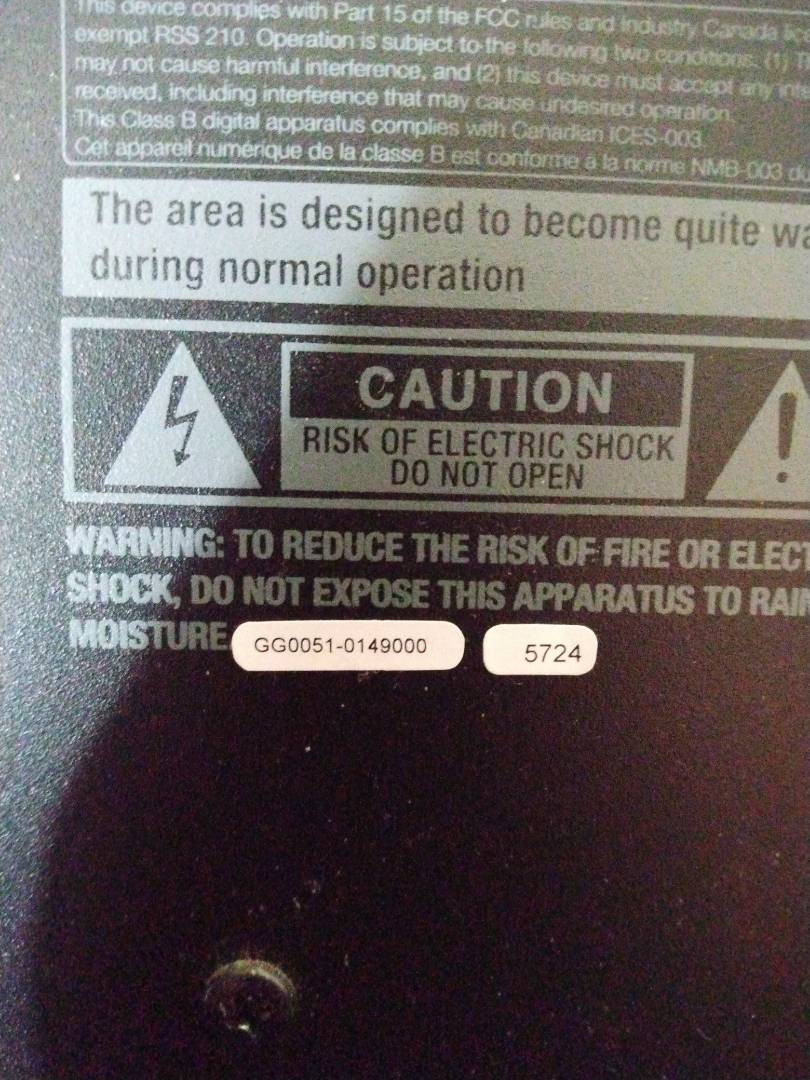 This device complies with Part 15 of the FCC rules and Industry Canada
exempt RSS 210. Operation is subject to the following two conditions. (1)
may not cause harmful interference, and (2) this device must accept any
received, including interference that may cause undesired operation.
This Class B digital apparatus complies with Canadian ICES-003.
Cet appareil numérique de la classe B est conforme à la norme NMB-003 du
The area is designed to become quite
during normal operation
CAUTION
RISK OF ELECTRIC SHOCK
DO NOT OPEN
WARNING: TO REDUCE THE RISK OF FIRE OR
SHOCK, DO NOT EXPOSE THIS APPARATUS TO
MOISTURE.
GG0051-0149000 5724